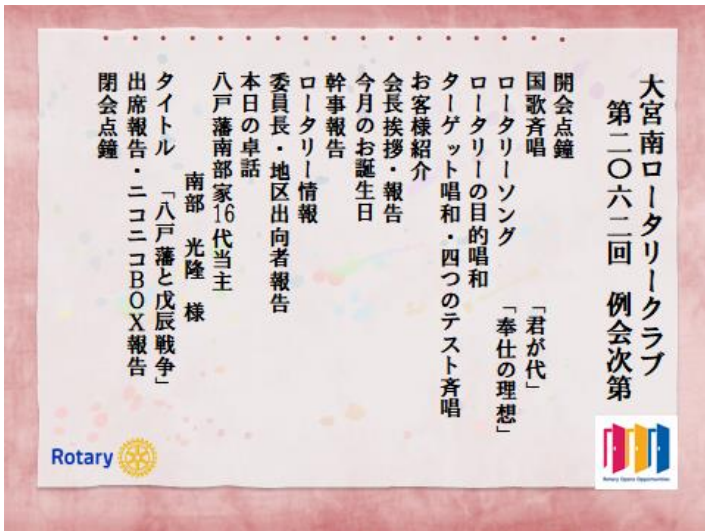 大宮南ロータリークラブ
第二〇六二回　例会次第
開会点鐘
国歌斉唱　「君が代」
ロータリーソング　「奉仕の理想」
ロータリーの目的唱和
ターゲット唱和・四つのテスト斉唱
お客様紹介
会長挨拶・報告
今月のお誕生日
幹事報告
ロータリー情報
委員長・地区出向者報告
本日の卓話
八戸藩南部家16代当主
南部　光隆　様
タイトル　「八戸藩と戊辰戦争」
出席報告・ニコニコBOX報告
閉会点鐘
Rotary
Rotary Opens Opportunities